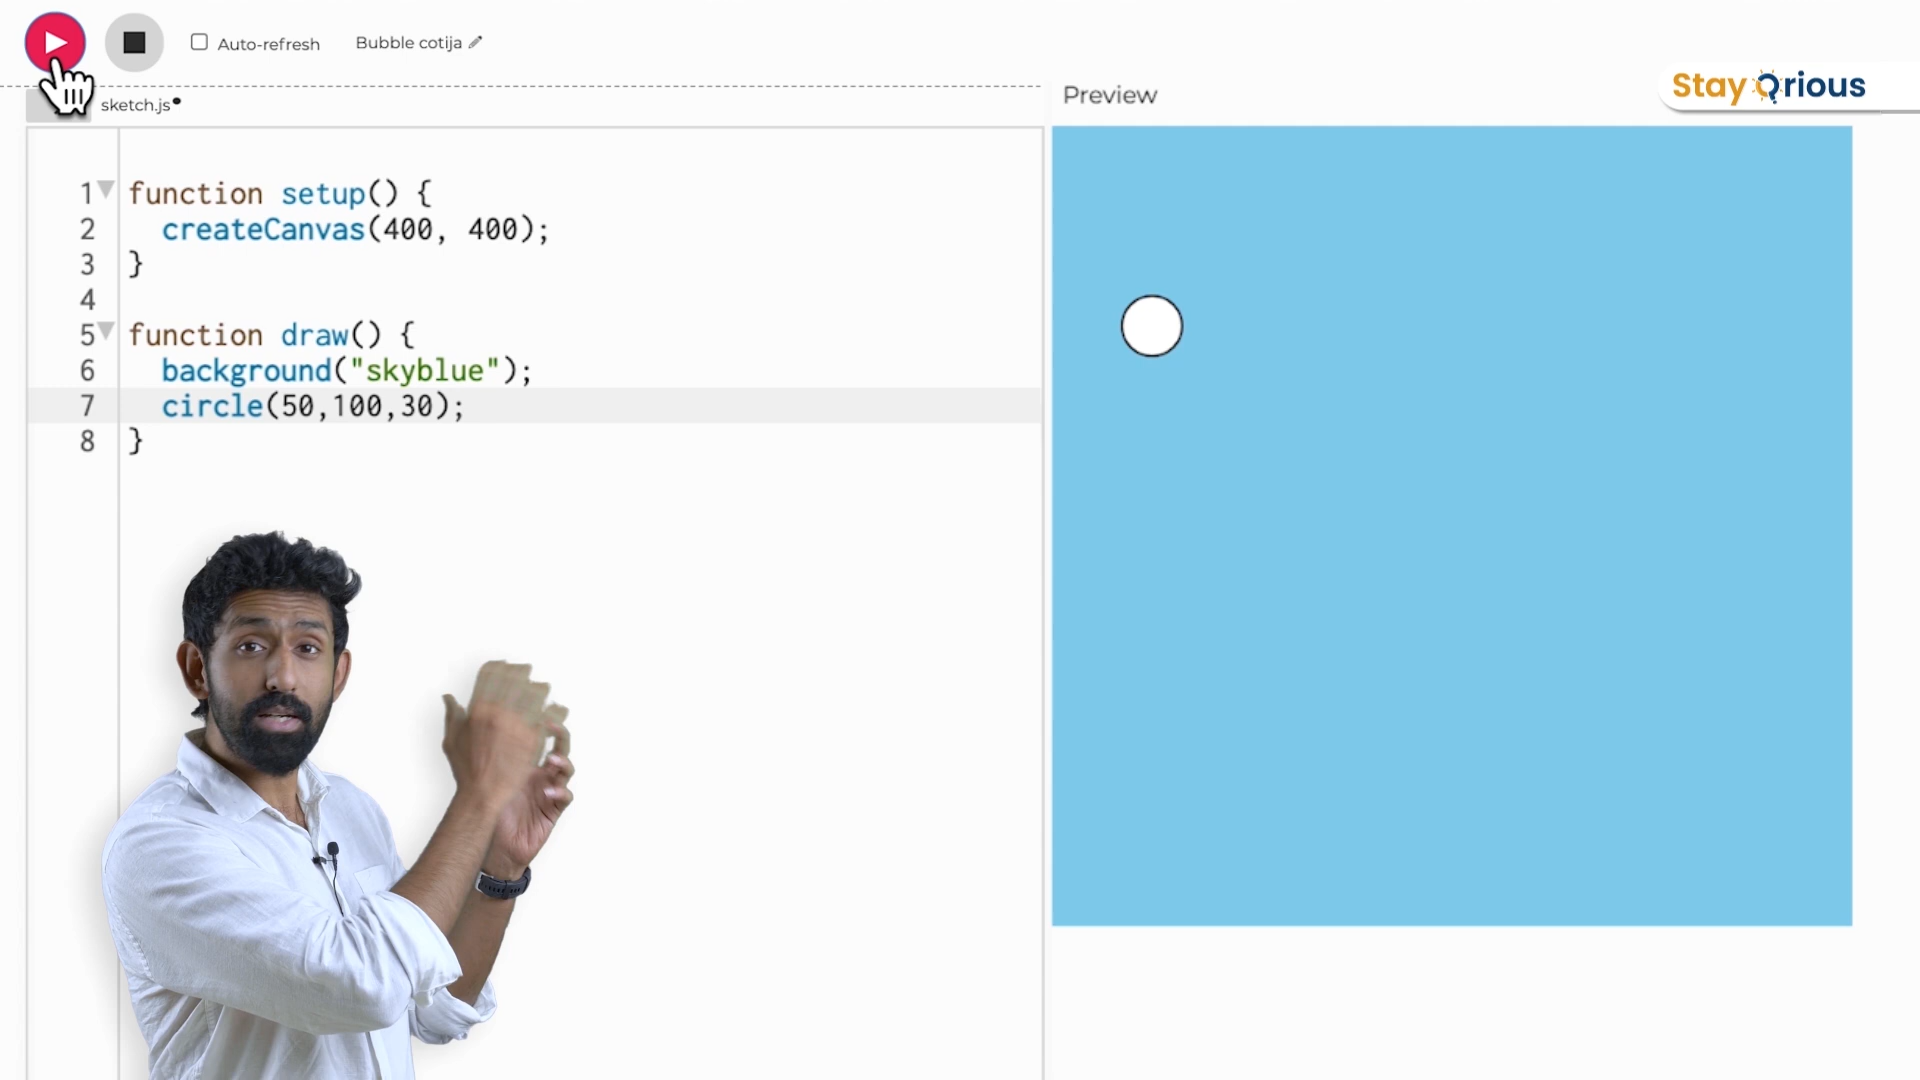 Auto-refresh
Bubble cotija
sketch.js
Preview
Stay Qrious
1 function setup() {
2 createCanvas(400, 400);
3 }
4
5 function draw() {
6 background("skyblue");
7 circle(50,100,30);
8 }